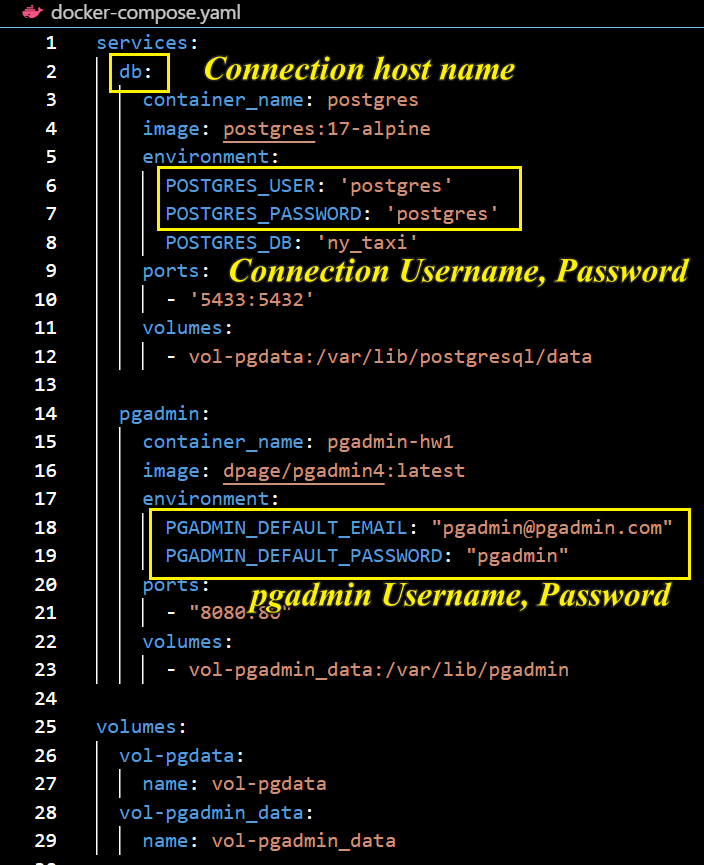 docker-compose.yaml
1 services:
2 db: Connection host name
3 container_name: postgres
4 image: postgres:17-alpine
5 environment:
6 POSTGRES_USER: 'postgres'
7 POSTGRES_PASSWORD: 'postgres'
8 POSTGRES_DB: 'ny_taxi'
9 ports: Connection Username, Password
10 - '5433:5432'
11 volumes:
12 - vol-pgdata:/var/lib/postgresql/data
13
14 pgadmin:
15 container_name: pgadmin-hw1
16 image: dpage/pgadmin4:latest
17 environment:
18 PGADMIN_DEFAULT_EMAIL: "pgadmin@pgadmin.com"
19 PGADMIN_DEFAULT_PASSWORD: "pgadmin"
20 ports:
pgadmin Username, Password
21 - "8080:80"
22 volumes:
23 - vol-pgadmin_data:/var/lib/pgadmin
24
25 volumes:
26 vol-pgdata:
27 name: vol-pgdata
28 vol-pgadmin_data:
29 name: vol-pgadmin_data